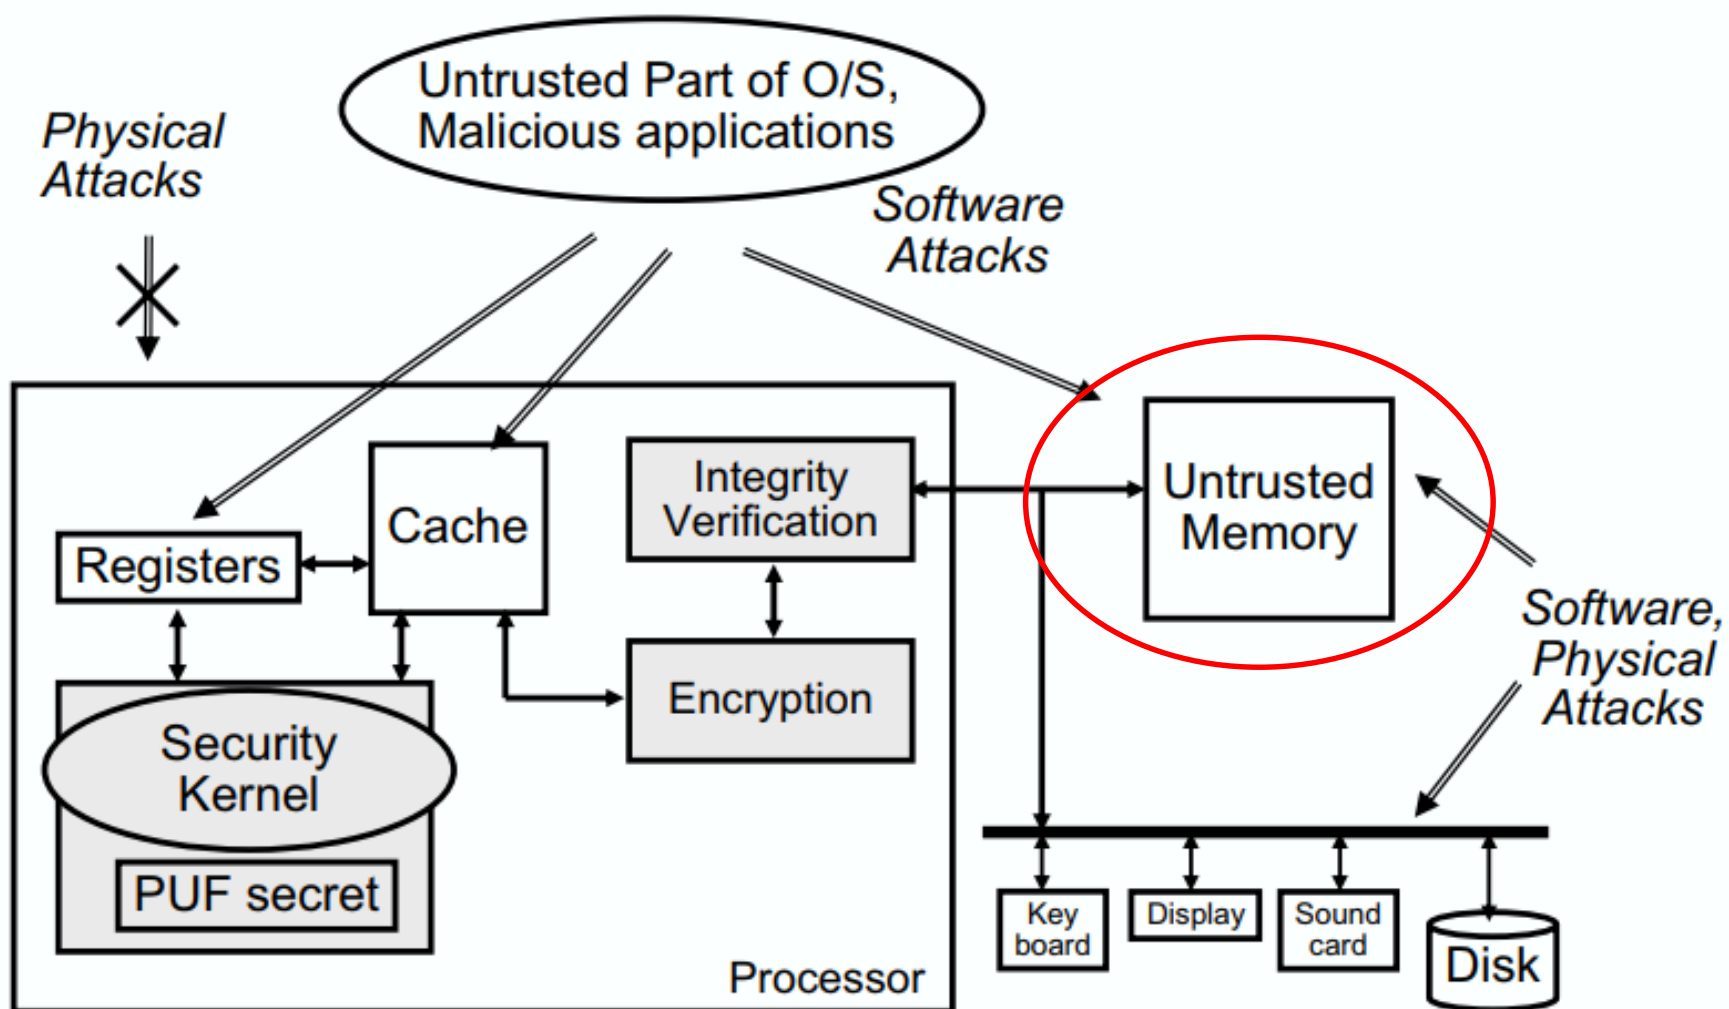 Untrusted Part of O/S,
Malicious applications
Physical
Attacks
Software
Attacks
Integrity
Verification
Cache
Registers
Untrusted
Memory
Software,
Physical
Attacks
Encryption
Security
Kernel
PUF secret
Processor
Key
board
Display
Sound
card
Disk